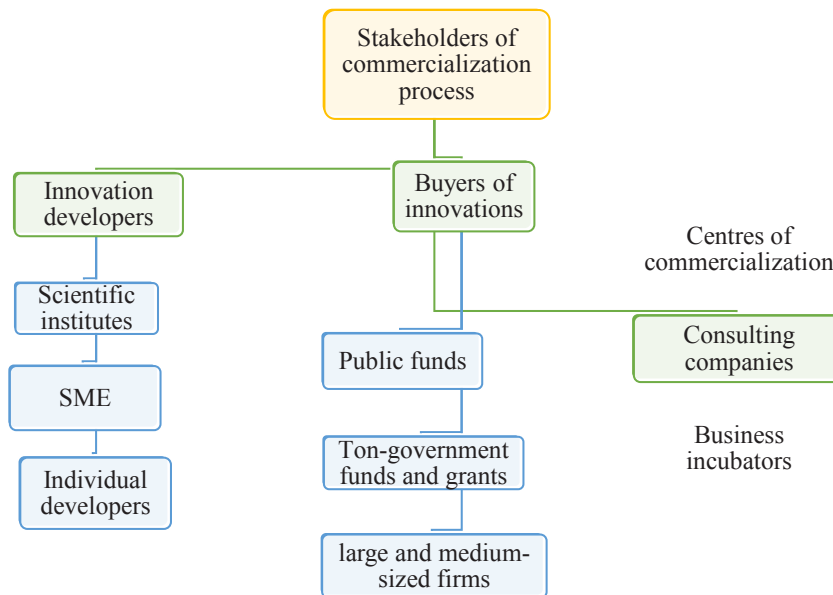 Stakeholders of
commercialization
process
Innovation
developers
Scientific
institutes
SME
Individual
developers
Buyers of
innovations
Public funds
Ton-government
funds and grants
large and medium-
sized firms
Centres of
commercialization
Consulting
companies
Business
incubators